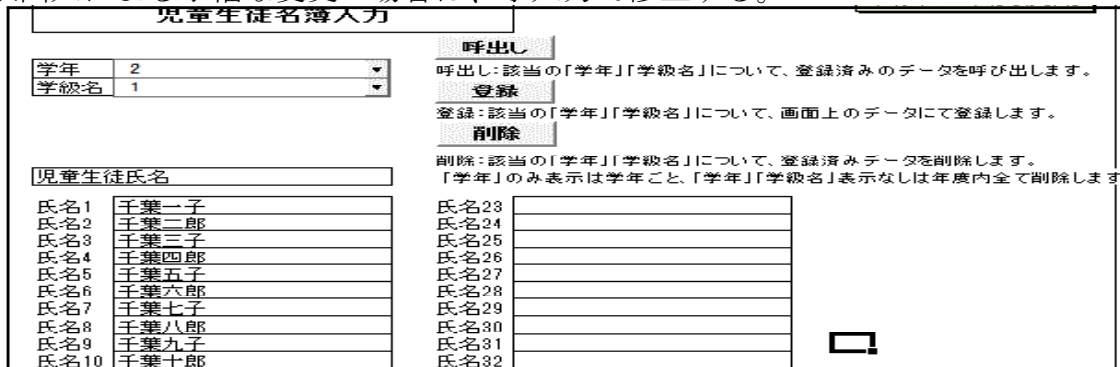 児童生徒名簿入力
呼出し
学年 2
呼出し:該当の「学年」「学級名」について、登録済みのデータを呼び出します。
学級名 1
登録
登録:該当の「学年」「学級名」について、画面上のデータにて登録します。
削除
削除:該当の「学年」「学級名」について、登録済みデータを削除します。
児童生徒氏名
「学年」のみ表示は学年ごと、「学年」「学級名」表示なしは年度内全て削除します
氏名1 千葉一子
氏名2 千葉二郎
氏名3 千葉三子
氏名4 千葉四郎
氏名5 千葉五子
氏名6 千葉六郎
氏名7 千葉七子
氏名8 千葉八郎
氏名9 千葉九子
氏名10 千葉十郎
氏名23
氏名24
氏名25
氏名26
氏名27
氏名28
氏名29
氏名30
氏名31
氏名32